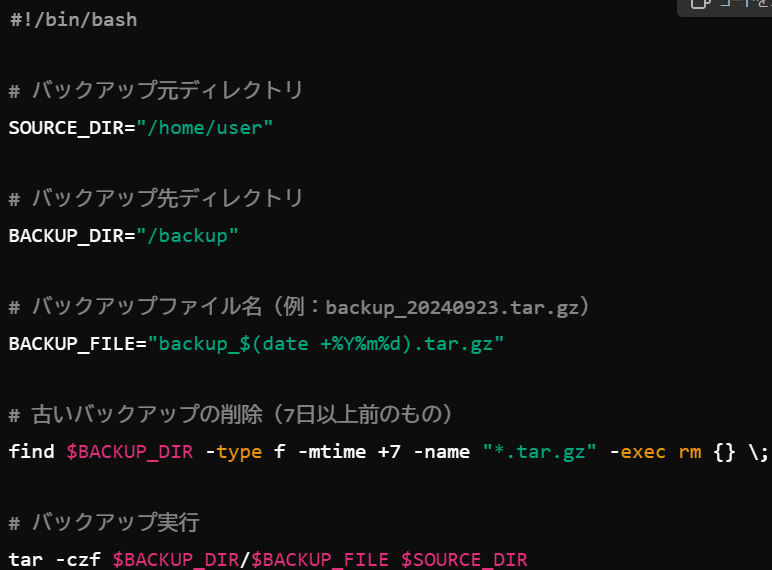 #!/bin/bash
# バックアップ元ディレクトリ
SOURCE_DIR="/home/user"
# バックアップ先ディレクトリ
BACKUP_DIR="/backup"
# バックアップファイル名（例：backup_20240923.tar.gz）
BACKUP_FILE="backup_$(date +%Y%m%d).tar.gz"
# 古いバックアップの削除（7日以上前のもの）
find $BACKUP_DIR -type f -mtime +7 -name "*.tar.gz" -exec rm {} \;
# バックアップ実行
tar -czf $BACKUP_DIR/$BACKUP_FILE $SOURCE_DIR